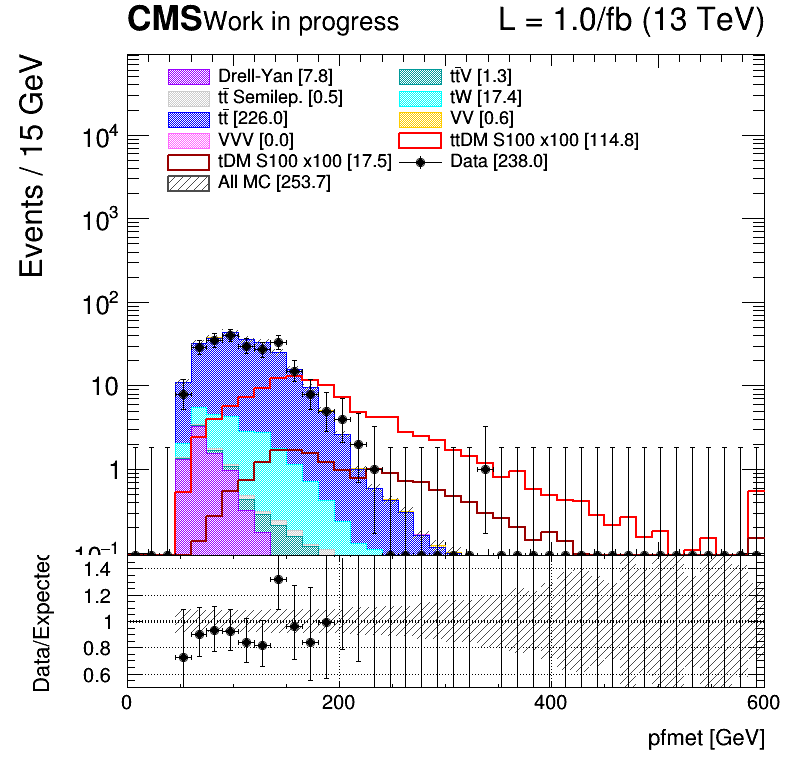 CMS Work in progress L = 1.0/fb (13 TeV)
Events / 15 GeV
Drell-Yan [7.8] tt̄V [1.3]
tt̄ Semilep. [0.5] tW [17.4]
tt̄ [226.0] VV [0.6]
VVV [0.0] ttDM S100 x100 [114.8]
tDM S100 x100 [17.5] Data [238.0]
All MC [253.7]
10⁴
10³
10²
10
1
10⁻¹
Data/Expected
1.4
1.2
1
0.8
0.6
0 200 400 600
pfmet [GeV]